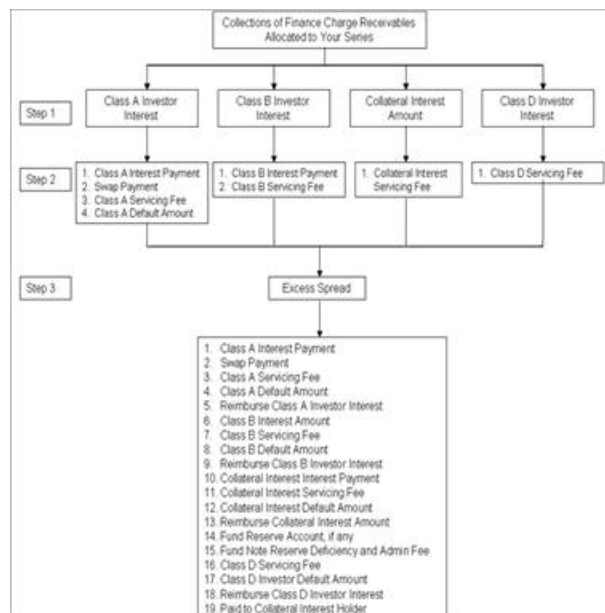 Collections of Finance Charge Receivables
Allocated to Your Series
Step 1
Class A Investor
Interest
Class B Investor
Interest
Collateral Interest
Amount
Class D Investor
Interest
Step 2
1. Class A Interest Payment
2. Swap Payment
3. Class A Servicing Fee
4. Class A Default Amount
1. Class B Interest Payment
2. Class B Servicing Fee
1. Collateral Interest
Servicing Fee
1. Class D Servicing Fee
Step 3
Excess Spread
1. Class A Interest Payment
2. Swap Payment
3. Class A Servicing Fee
4. Class A Default Amount
5. Reimburse Class A Investor Interest
6. Class B Interest Amount
7. Class B Servicing Fee
8. Class B Default Amount
9. Reimburse Class B Investor Interest
10. Collateral Interest Interest Payment
11. Collateral Interest Servicing Fee
12. Collateral Interest Default Amount
13. Reimburse Collateral Interest Amount
14. Fund Reserve Account, if any
15. Fund Note Reserve Deficiency and Admin Fee
16. Class D Servicing Fee
17. Class D Investor Default Amount
18. Reimburse Class D Investor Interest
19. Paid to Collateral Interest Holder